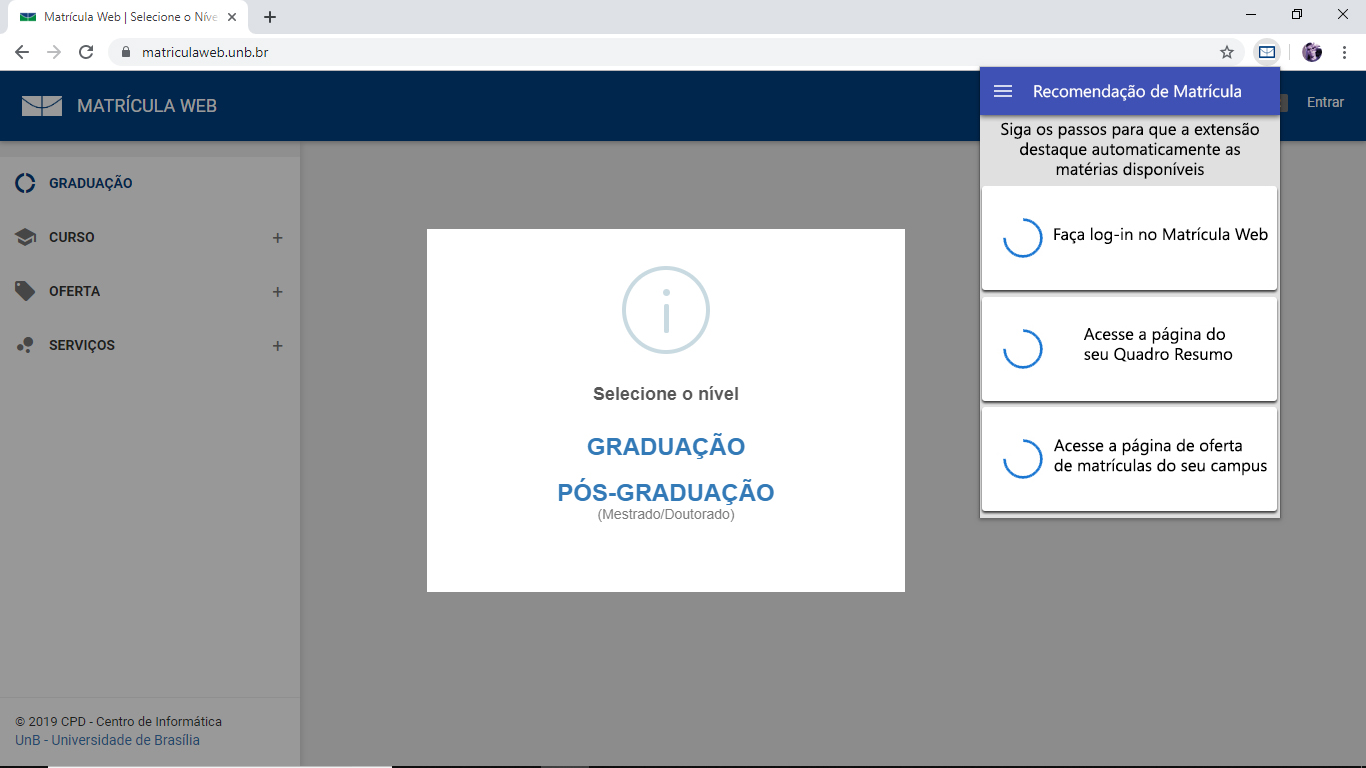 Matrícula Web | Selecione o Níve
matriculaweb.unb.br
MATRÍCULA WEB
Entrar
GRADUAÇÃO
CURSO +
OFERTA +
SERVIÇOS +
© 2019 CPD - Centro de Informática
UnB - Universidade de Brasília
Selecione o nível
GRADUAÇÃO
PÓS-GRADUAÇÃO
(Mestrado/Doutorado)
Recomendação de Matrícula
Siga os passos para que a extensão
destaque automaticamente as
matérias disponíveis
Faça log-in no Matrícula Web
Acesse a página do
seu Quadro Resumo
Acesse a página de oferta
de matrículas do seu campus